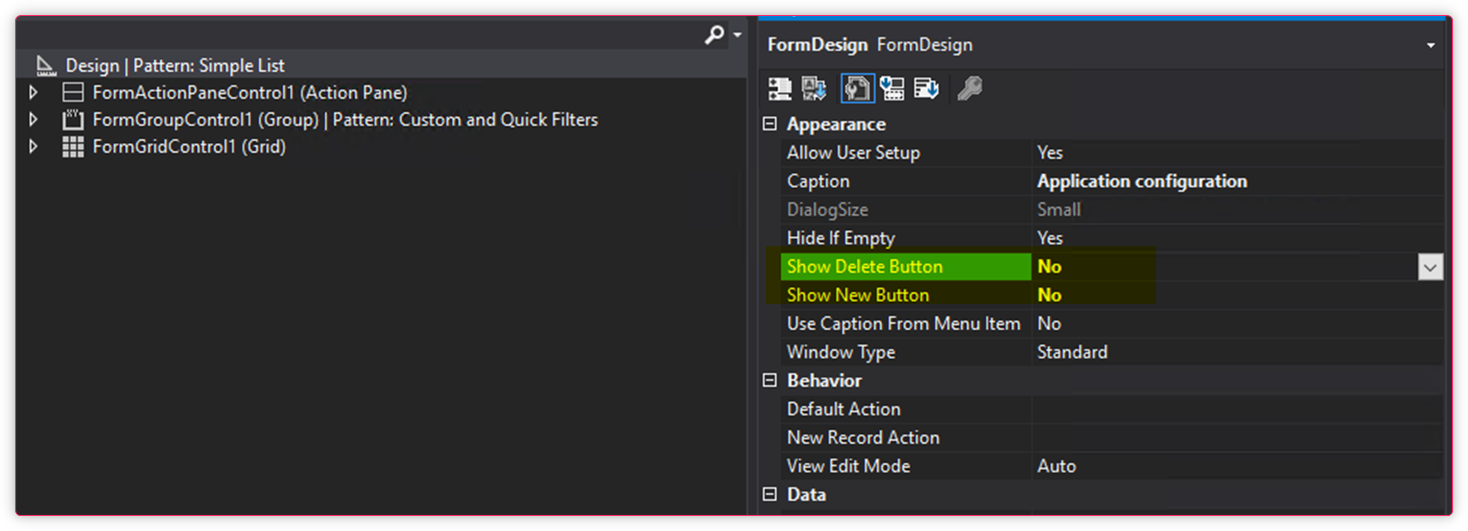 Design | Pattern: Simple List
FormActionPaneControl1 (Action Pane)
FormGroupControl1 (Group) | Pattern: Custom and Quick Filters
FormGridControl1 (Grid)
FormDesign FormDesign
Appearance
Allow User Setup Yes
Caption Application configuration
DialogSize Small
Hide If Empty Yes
Show Delete Button No
Show New Button No
Use Caption From Menu Item No
Window Type Standard
Behavior
Default Action
New Record Action
View Edit Mode Auto
Data